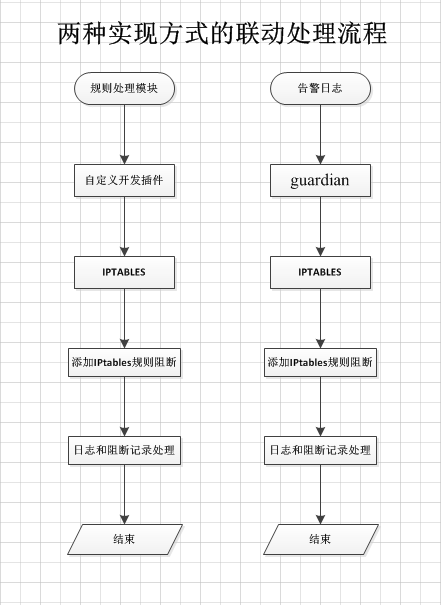 两种实现方式的联动处理流程
规则处理模块
自定义开发插件
IPTABLES
添加IPtables规则阻断
日志和阻断记录处理
结束
告警日志
guardian
IPTABLES
添加IPtables规则阻断
日志和阻断记录处理
结束